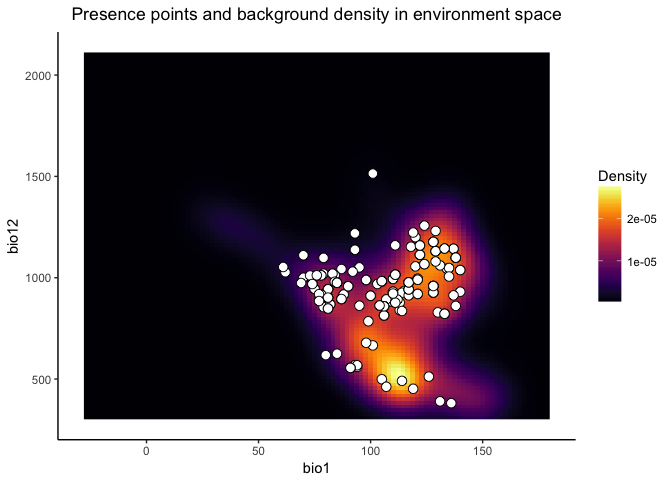 Presence points and background density in environment space
bio12
2000
1500
1000
500
0
50
100
150
bio1
Density
2e-05
1e-05